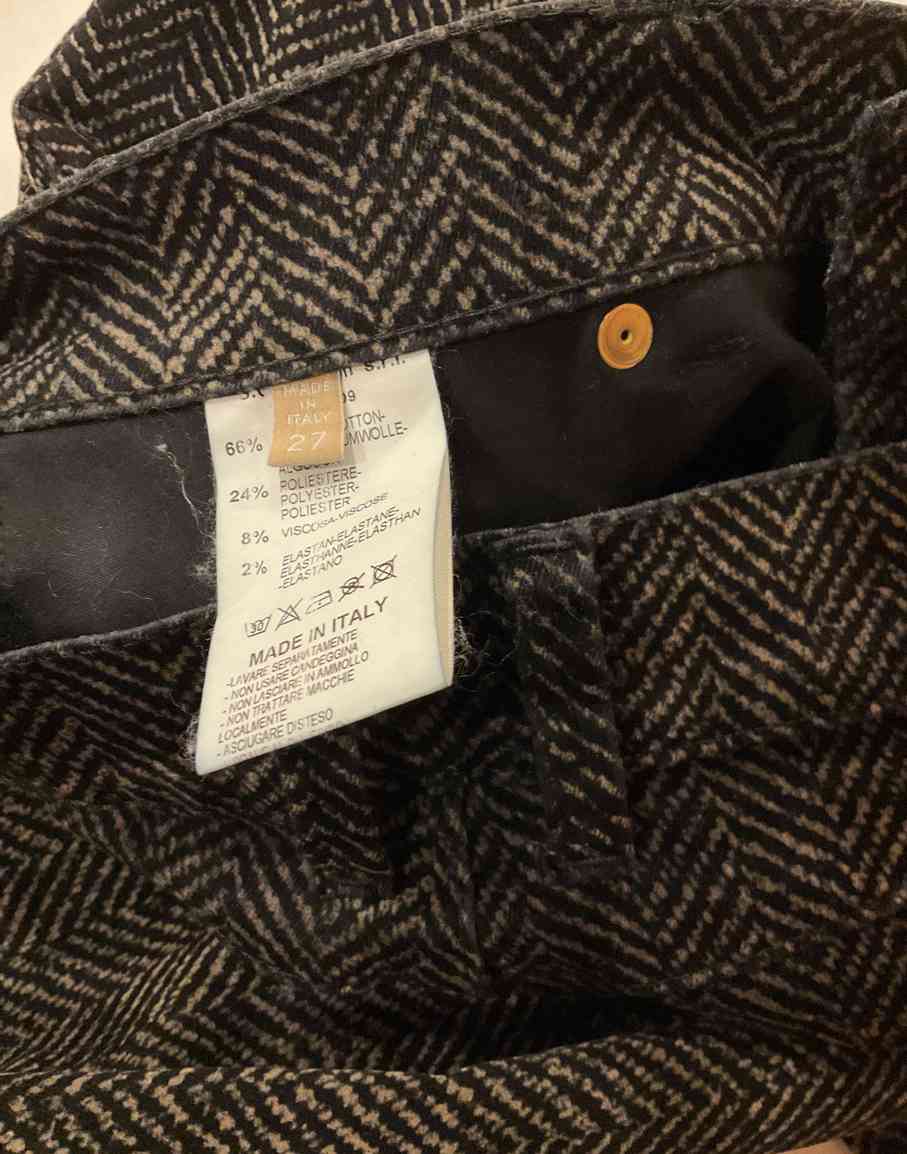 S.r.l.
MADE
IN
ITALY
27
66%
ALGODON
24% POLIESTERE-
POLYESTER-
POLIESTER
8% VISCOSA-VISCOSE
2% ELASTAN-ELASTANE-
ELASTHANNE-ELASTHAN
-ELASTANO
30
MADE IN ITALY
-LAVARE SEPARATAMENTE
- NON USARE CANDEGGINA
- NON LASCIARE IN AMMOLLO
- NON TRATTARE MACCHIE
LOCALMENTE
- ASCIUGARE DISTESO